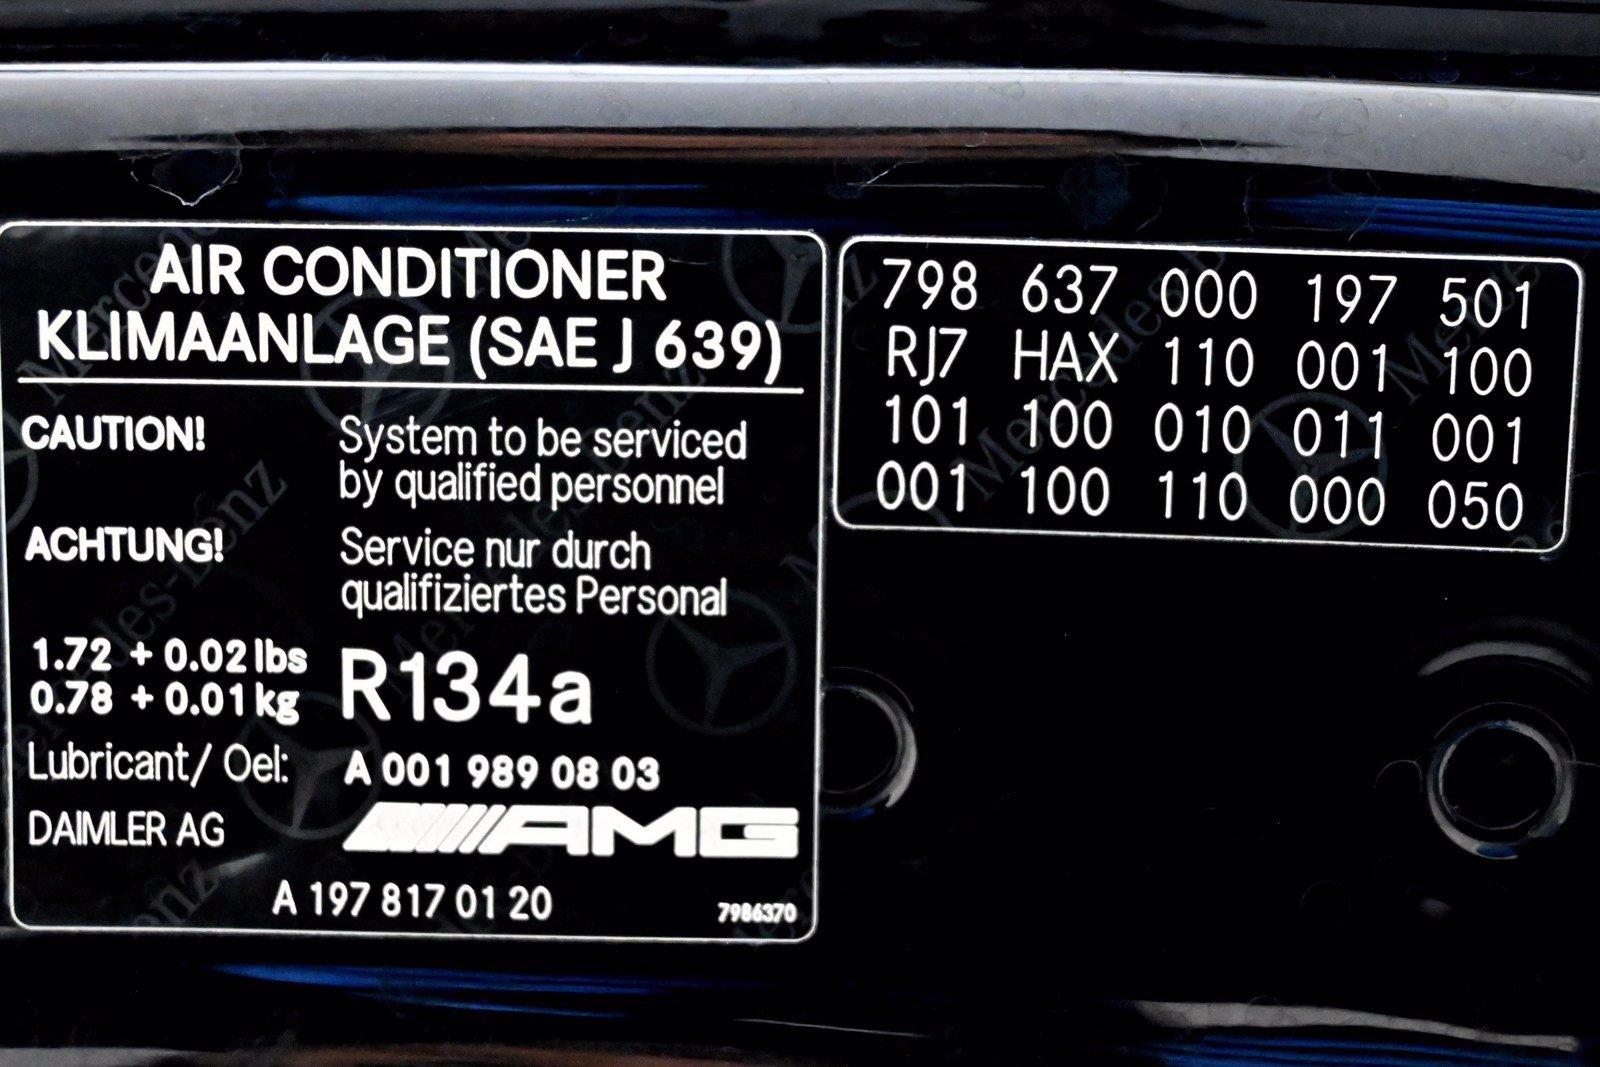 AIR CONDITIONER
KLIMAANLAGE (SAE J 639)
CAUTION! System to be serviced
by qualified personnel
ACHTUNG! Service nur durch
qualifiziertes Personal
1.72 + 0.02 lbs
0.78 + 0.01 kg
R134a
Lubricant/ Oel: A 001 989 08 03
DAIMLER AG AMG
A 197 817 01 20
7986370
798 637 000 197 501
RJ7 HAX 110 001 100
101 100 010 011 001
001 100 110 000 050